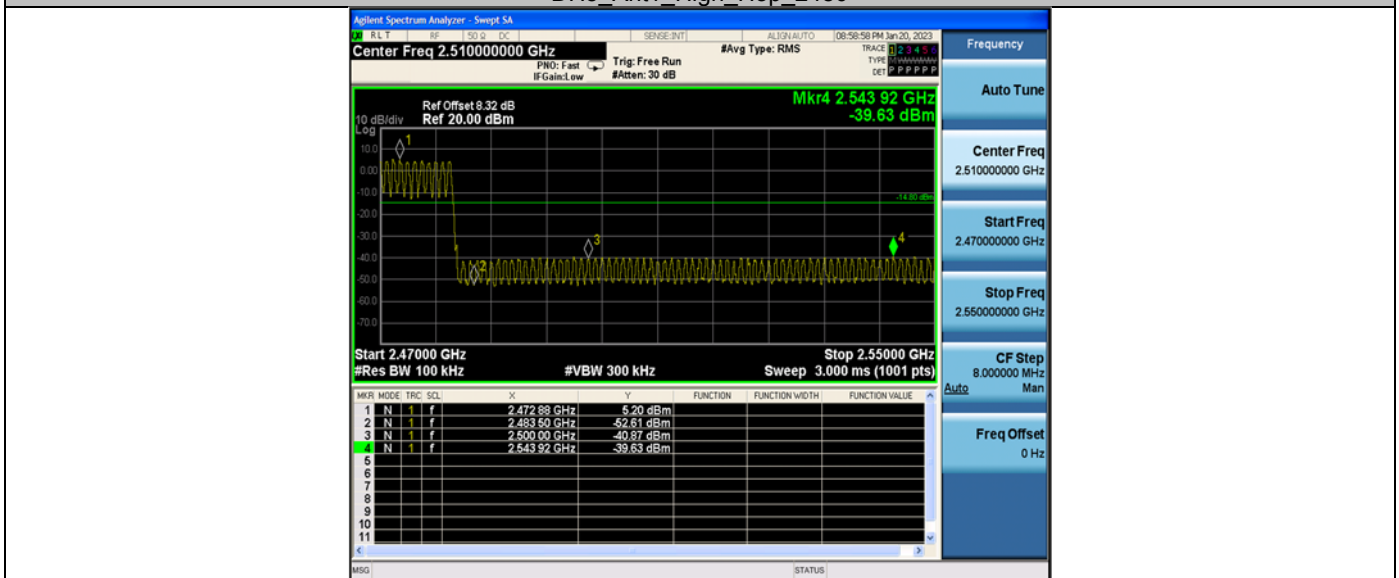 Agilent Spectrum Analyzer - Swept SA
RLT RF 50 Ω DC SENSE:INT ALIGNAUTO 08:58:58 PM Jan 20, 2023
Center Freq 2.510000000 GHz
PNO: Fast
IFGain:Low
Trig: Free Run
#Atten: 30 dB
#Avg Type: RMS
TRACE 1 2 3 4 5 6
TYPE
DET P P P P P P
Frequency
Auto Tune
Center Freq
2.510000000 GHz
Start Freq
2.470000000 GHz
Stop Freq
2.550000000 GHz
CF Step
8.000000 MHz
Auto Man
Freq Offset
0 Hz
Mkr4 2.543 92 GHz
-39.63 dBm
Ref Offset 8.32 dB
10 dB/div Ref 20.00 dBm
Log
10.0
0.00
-10.0
-20.0
-30.0
-40.0
-50.0
-60.0
-70.0
1
2
3
4
-14.80 dBm
Start 2.47000 GHz Stop 2.55000 GHz
#Res BW 100 kHz #VBW 300 kHz Sweep 3.000 ms (1001 pts)
MKR MODE TRC SCL X Y FUNCTION FUNCTION WIDTH FUNCTION VALUE
1 N 1 f 2.472 88 GHz 5.20 dBm
2 N 1 f 2.483 50 GHz -52.61 dBm
3 N 1 f 2.500 00 GHz -40.87 dBm
4 N 1 f 2.543 92 GHz -39.63 dBm
5
6
7
8
9
10
11
MSG STATUS